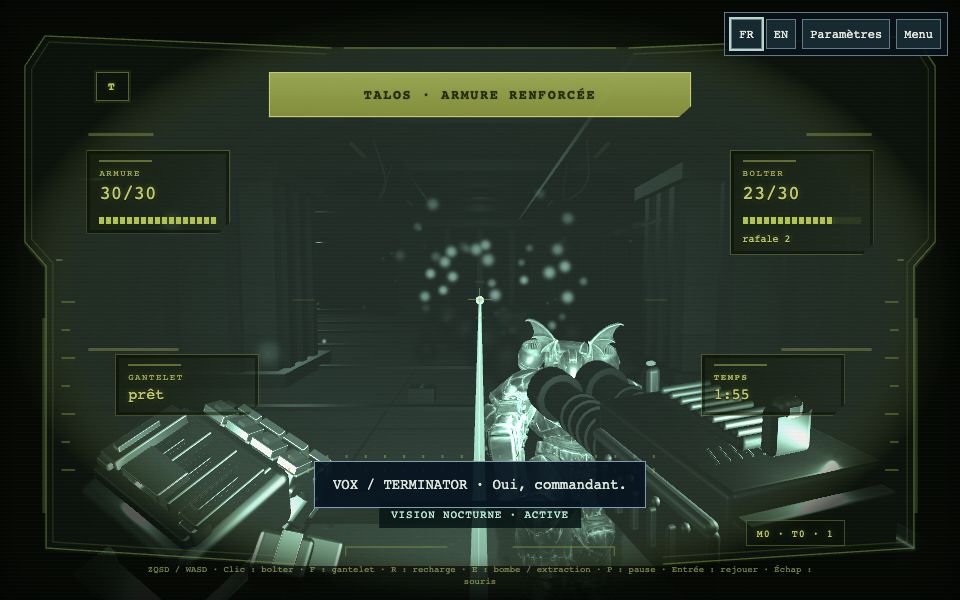 FR EN Paramètres Menu
T
TALOS · ARMURE RENFORCÉE
ARMURE
30/30
BOLTER
23/30
rafale 2
GANTELET
prêt
TEMPS
1:55
VOX / TERMINATOR · Oui, commandant.
VISION NOCTURNE · ACTIVE
M0 · T0 · 1
ZQSD / WASD · Clic : bolter · F : gantelet · R : recharge · E : bombe / extraction · P : pause · Entrée : rejouer · Échap :
souris